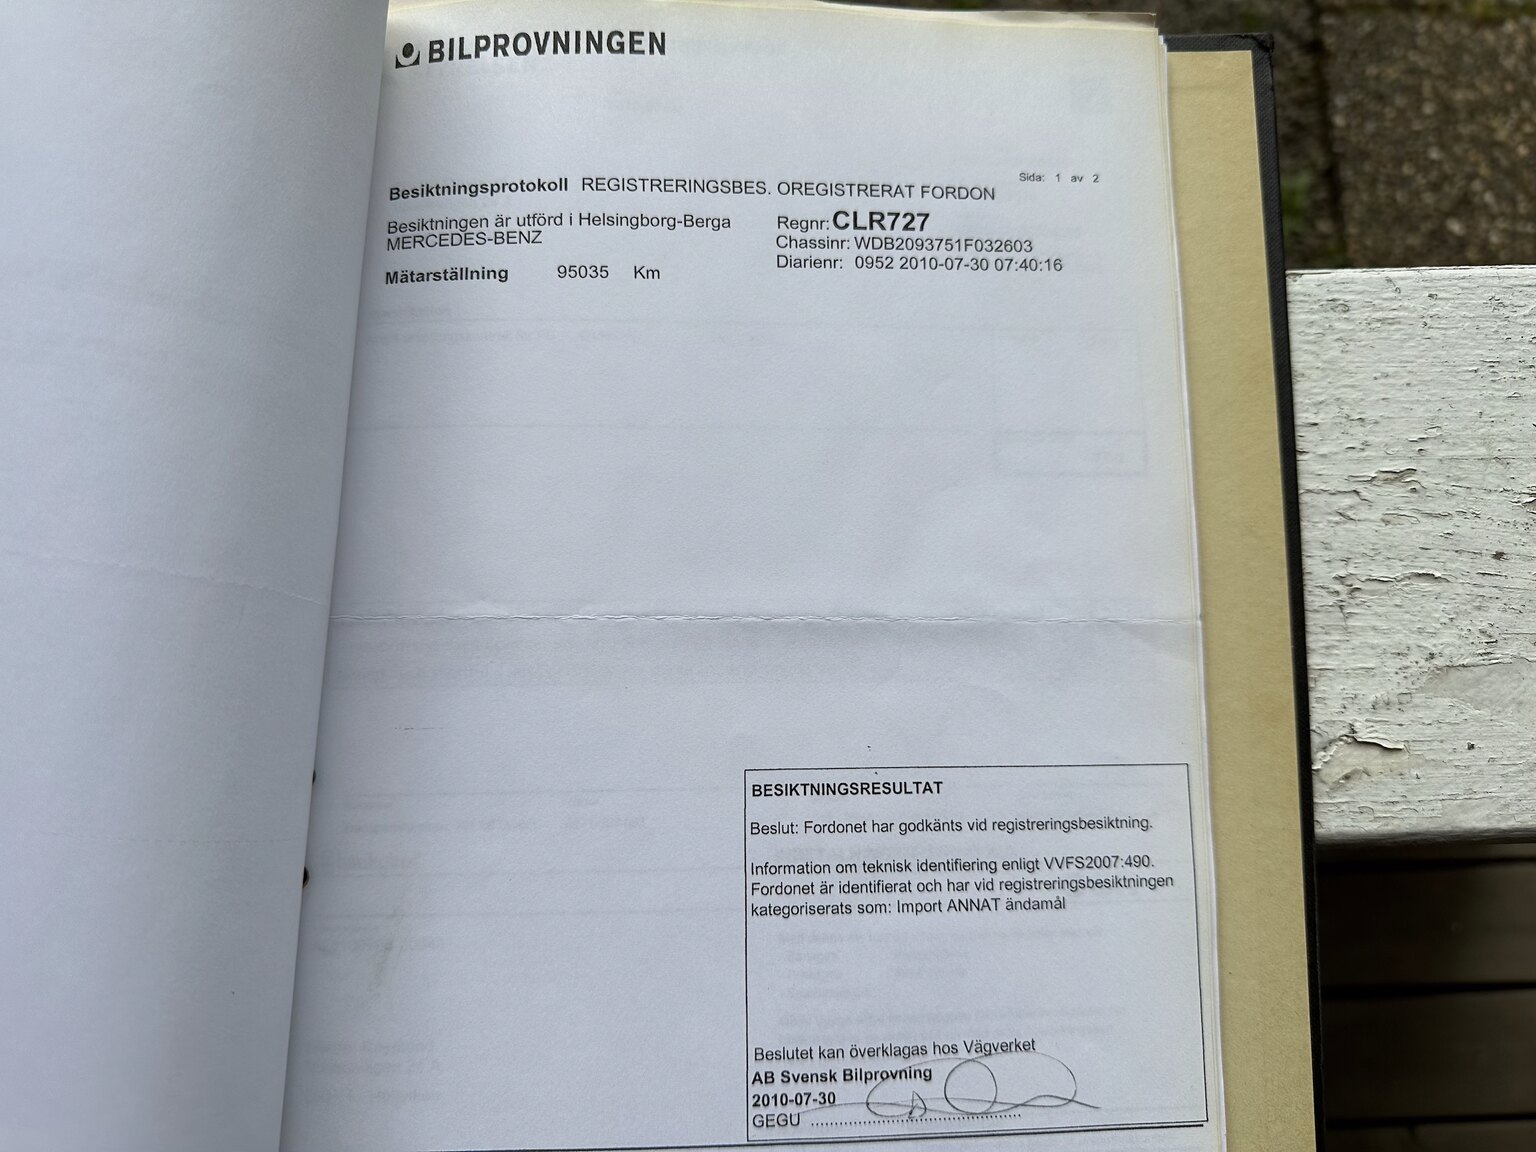 BILPROVNINGEN
Sida: 1 av 2
Besiktningsprotokoll REGISTRERINGSBES. OREGISTRERAT FORDON
Besiktningen är utförd i Helsingborg-Berga
MERCEDES-BENZ
Mätarställning 95035 Km
Regnr: CLR727
Chassinr: WDB2093751F032603
Diarienr: 0952 2010-07-30 07:40:16
BESIKTNINGSRESULTAT
Beslut: Fordonet har godkänts vid registreringsbesiktning.
Information om teknisk identifiering enligt VVFS2007:490.
Fordonet är identifierat och har vid registreringsbesiktningen
kategoriserats som: Import ANNAT ändamål
Beslutet kan överklagas hos Vägverket
AB Svensk Bilprovning
2010-07-30
GEGU